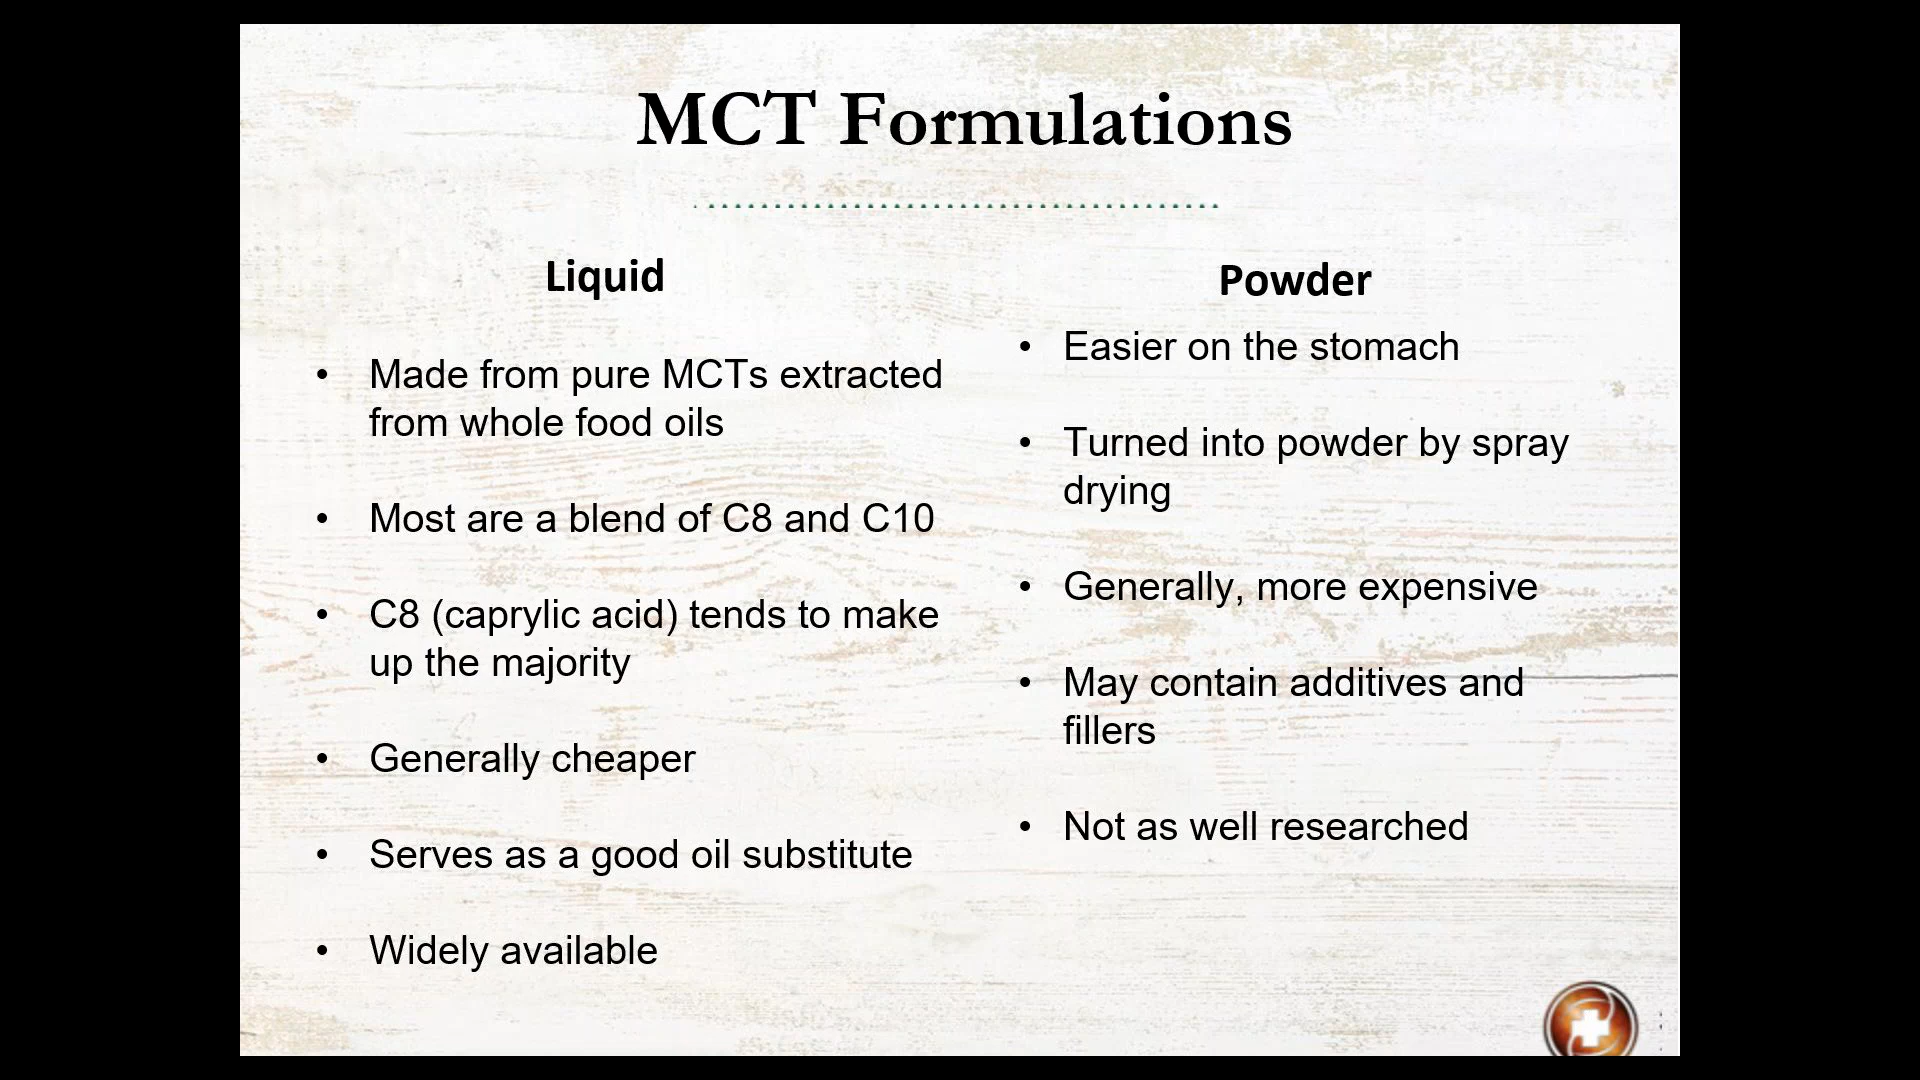 MCT Formulations
Liquid
• Made from pure MCTs extracted
from whole food oils
• Most are a blend of C8 and C10
• C8 (caprylic acid) tends to make
up the majority
• Generally cheaper
• Serves as a good oil substitute
• Widely available
Powder
• Easier on the stomach
• Turned into powder by spray
drying
• Generally, more expensive
• May contain additives and
fillers
• Not as well researched